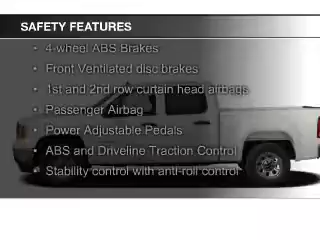 SAFETY FEATURES
• 4-wheel ABS Brakes
• Front Ventilated disc brakes
• 1st and 2nd row curtain head airbags
• Passenger Airbag
• Power Adjustable Pedals
• ABS and Driveline Traction Control
• Stability control with anti-roll control